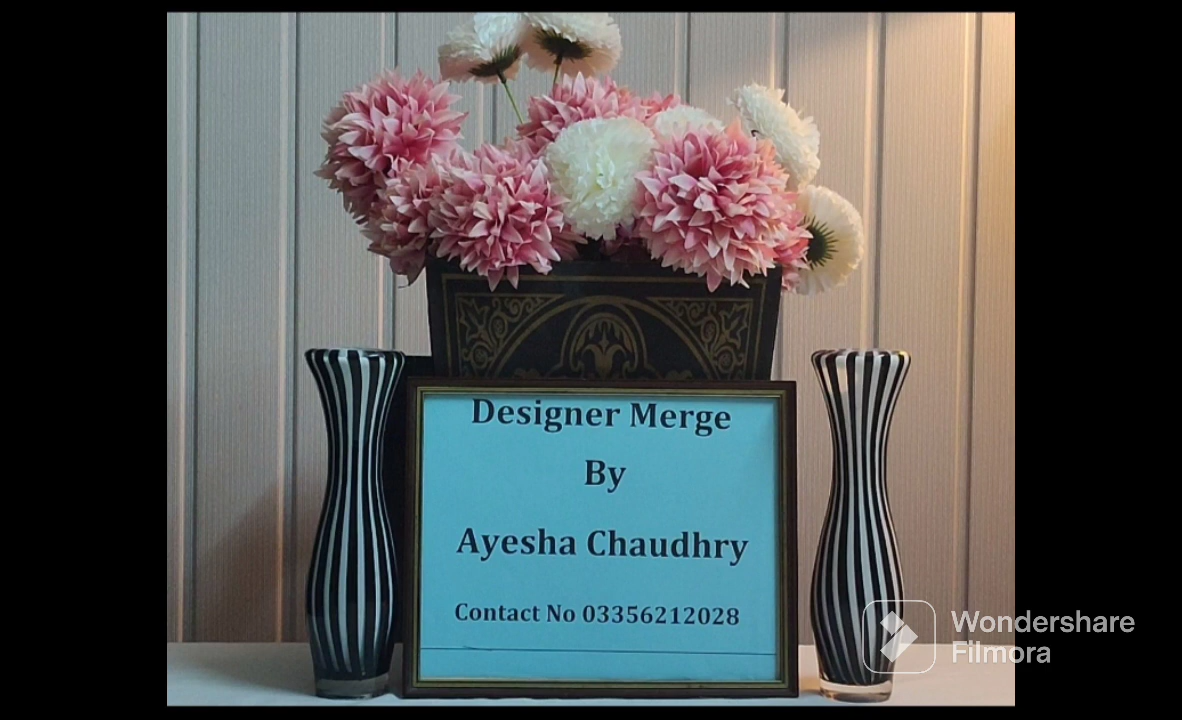 Designer Merge
By
Ayesha Chaudhry
Contact No 03356212028
Wondershare
Filmora